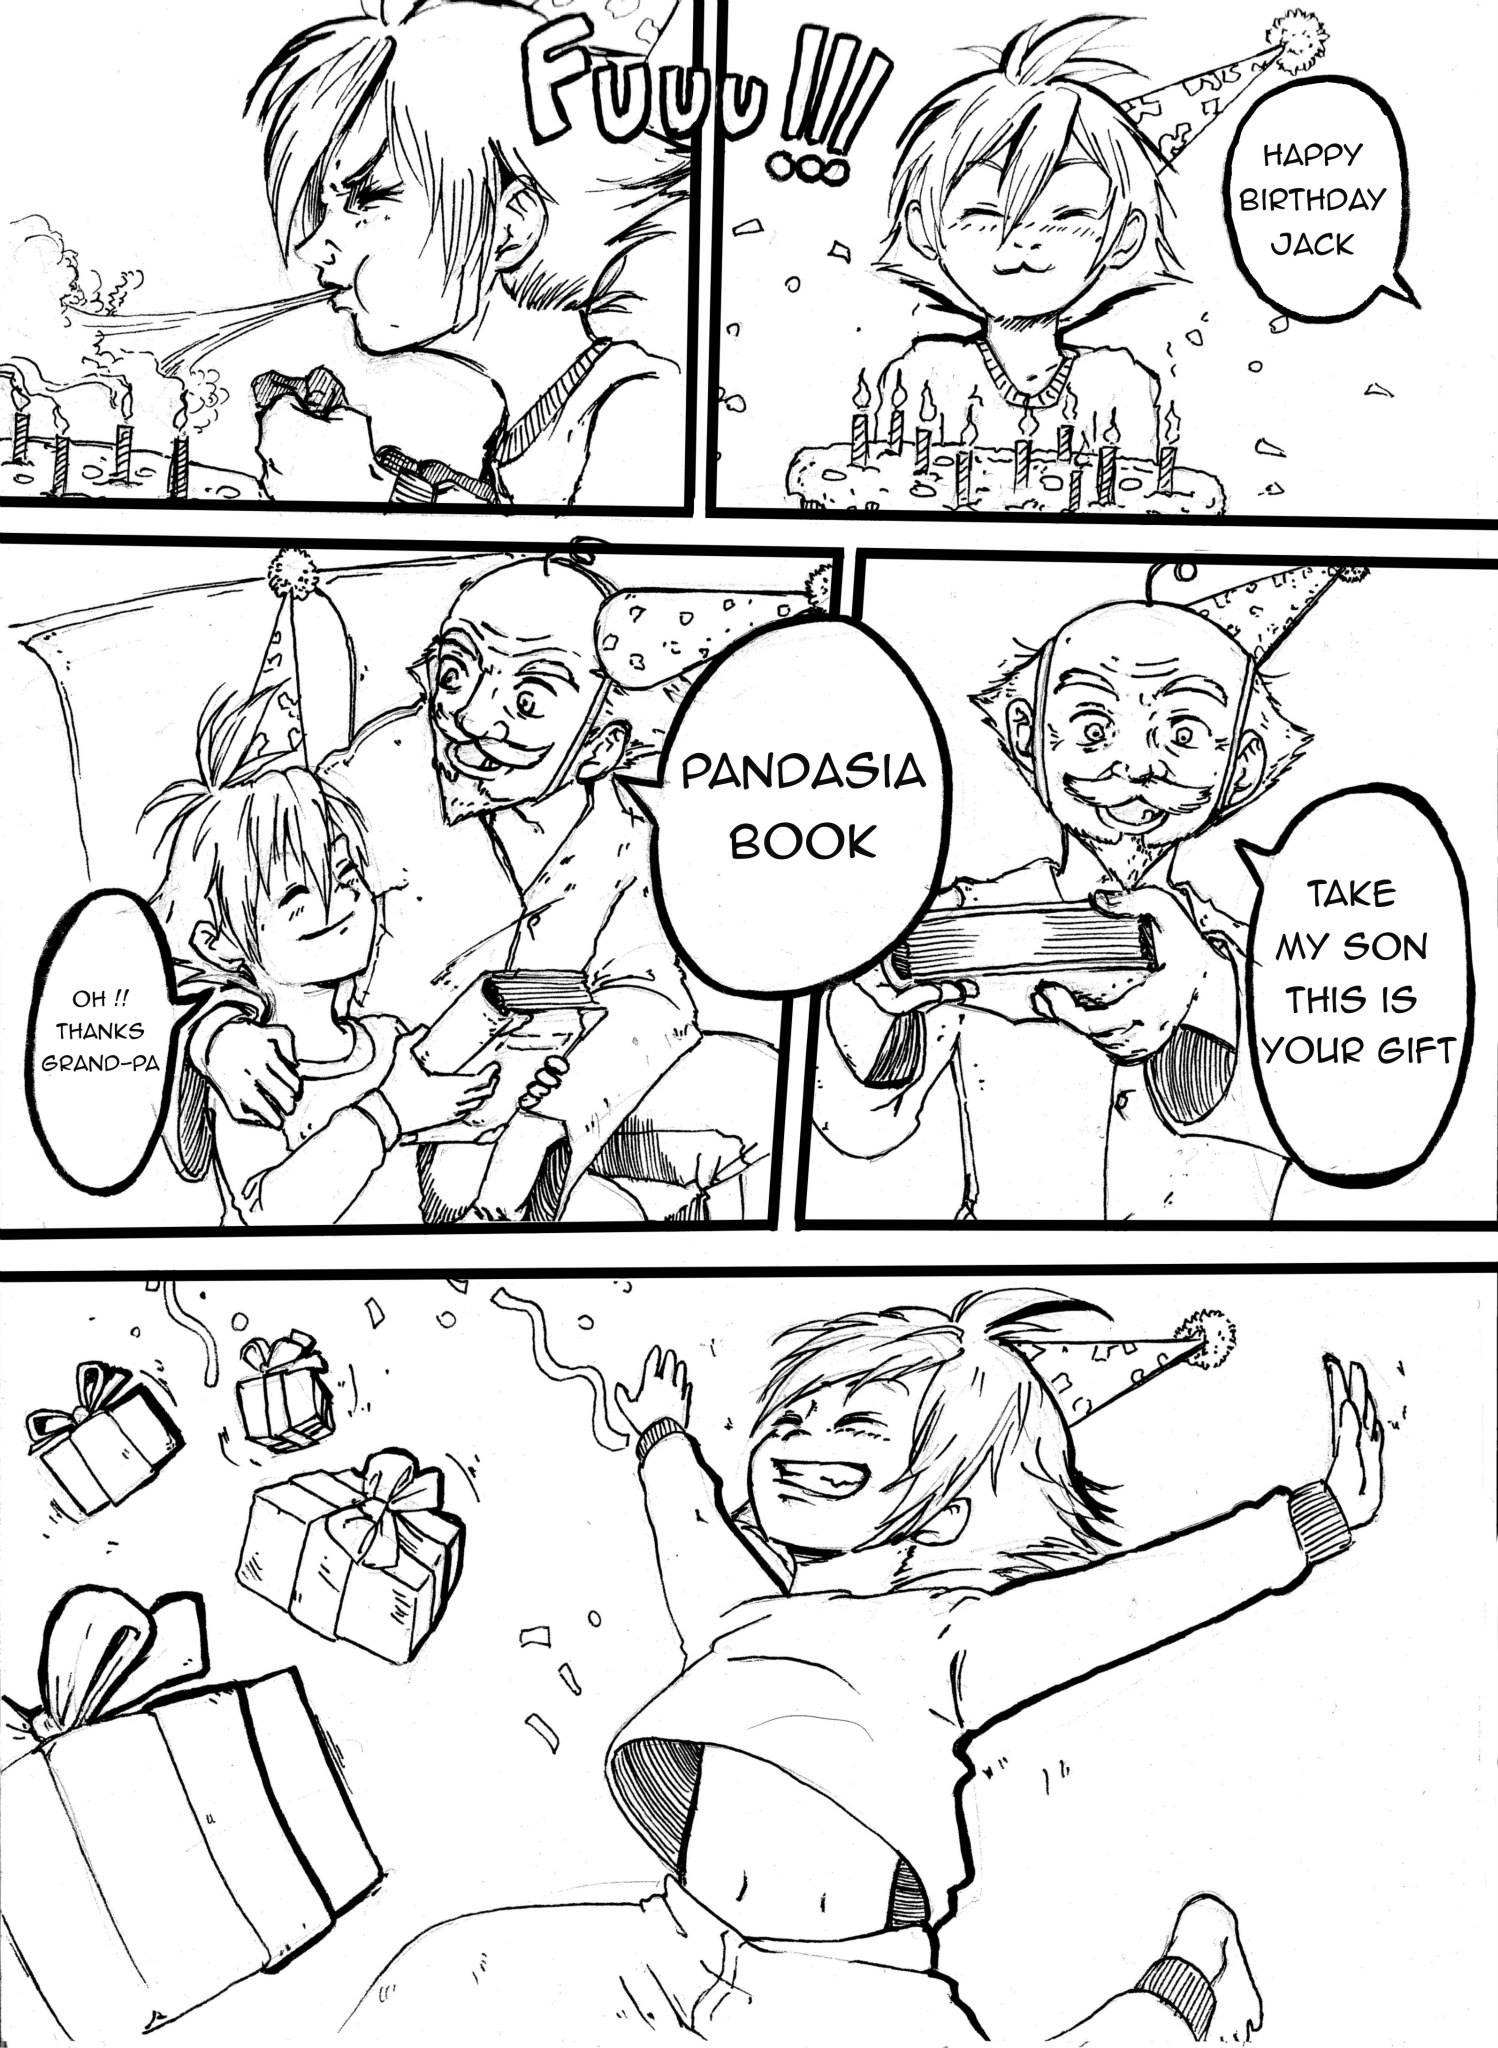 HAPPY
BIRTHDAY
JACK
FUUU!!!
TAKE
MY SON
THIS IS
YOUR GIFT
PANDASIA
BOOK
OH !!
THANKS
GRAND-PA